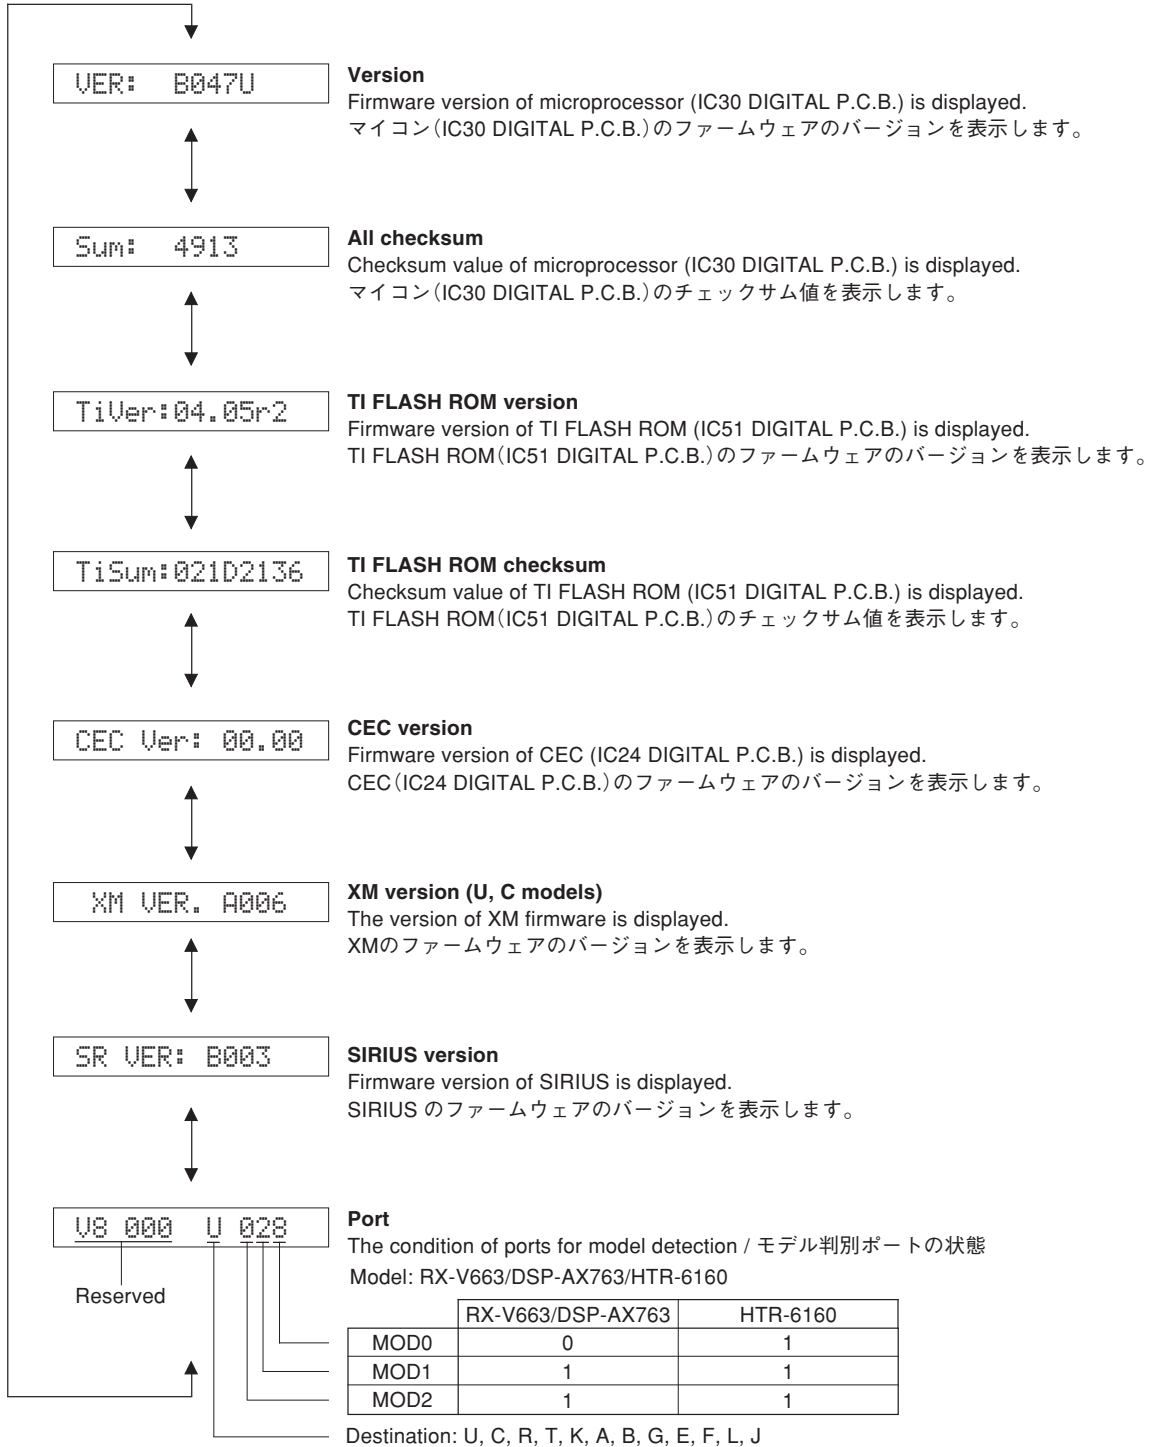 VER:  B047U
Version
Firmware version of microprocessor (IC30 DIGITAL P.C.B.) is displayed.
マイコン（IC30 DIGITAL P.C.B.）のファームウェアのバージョンを表示します。
Sum:  4913
All checksum
Checksum value of microprocessor (IC30 DIGITAL P.C.B.) is displayed.
マイコン（IC30 DIGITAL P.C.B.）のチェックサム値を表示します。
TiVer:04.05r2
TI FLASH ROM version
Firmware version of TI FLASH ROM (IC51 DIGITAL P.C.B.) is displayed.
TI FLASH ROM（IC51 DIGITAL P.C.B.）のファームウェアのバージョンを表示します。
TiSum:021D2136
TI FLASH ROM checksum
Checksum value of TI FLASH ROM (IC51 DIGITAL P.C.B.) is displayed.
TI FLASH ROM（IC51 DIGITAL P.C.B.）のチェックサム値を表示します。
CEC Ver: 00.00
CEC version
Firmware version of CEC (IC24 DIGITAL P.C.B.) is displayed.
CEC（IC24 DIGITAL P.C.B.）のファームウェアのバージョンを表示します。
XM VER. A006
XM version (U, C models)
The version of XM firmware is displayed.
XMのファームウェアのバージョンを表示します。
SR VER: B003
SIRIUS version
Firmware version of SIRIUS is displayed.
SIRIUS のファームウェアのバージョンを表示します。
V8 000  U 028
Port
The condition of ports for model detection / モデル判別ポートの状態
Model: RX-V663/DSP-AX763/HTR-6160
Reserved
RX-V663/DSP-AX763 HTR-6160
MOD0 0 1
MOD1 1 1
MOD2 1 1
Destination: U, C, R, T, K, A, B, G, E, F, L, J